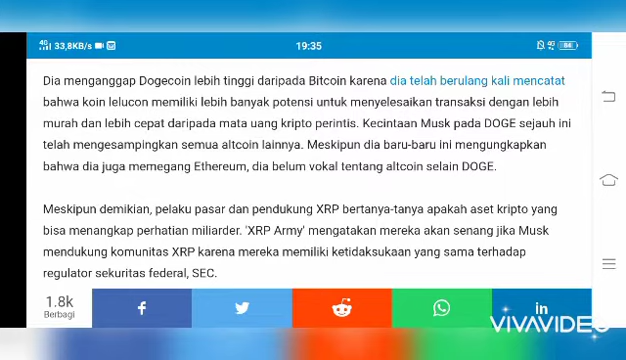 4G 33,8KB/s 19:35 4G 84
Dia menganggap Dogecoin lebih tinggi daripada Bitcoin karena dia telah berulang kali mencatat
bahwa koin lelucon memiliki lebih banyak potensi untuk menyelesaikan transaksi dengan lebih
murah dan lebih cepat daripada mata uang kripto perintis. Kecintaan Musk pada DOGE sejauh ini
telah mengesampingkan semua altcoin lainnya. Meskipun dia baru-baru ini mengungkapkan
bahwa dia juga memegang Ethereum, dia belum vokal tentang altcoin selain DOGE.
Meskipun demikian, pelaku pasar dan pendukung XRP bertanya-tanya apakah aset kripto yang
bisa menangkap perhatian miliarder. 'XRP Army' mengatakan mereka akan senang jika Musk
mendukung komunitas XRP karena mereka memiliki ketidaksukaan yang sama terhadap
regulator sekuritas federal, SEC.
1.8k
Berbagi
f
in
VIVAVIDEO